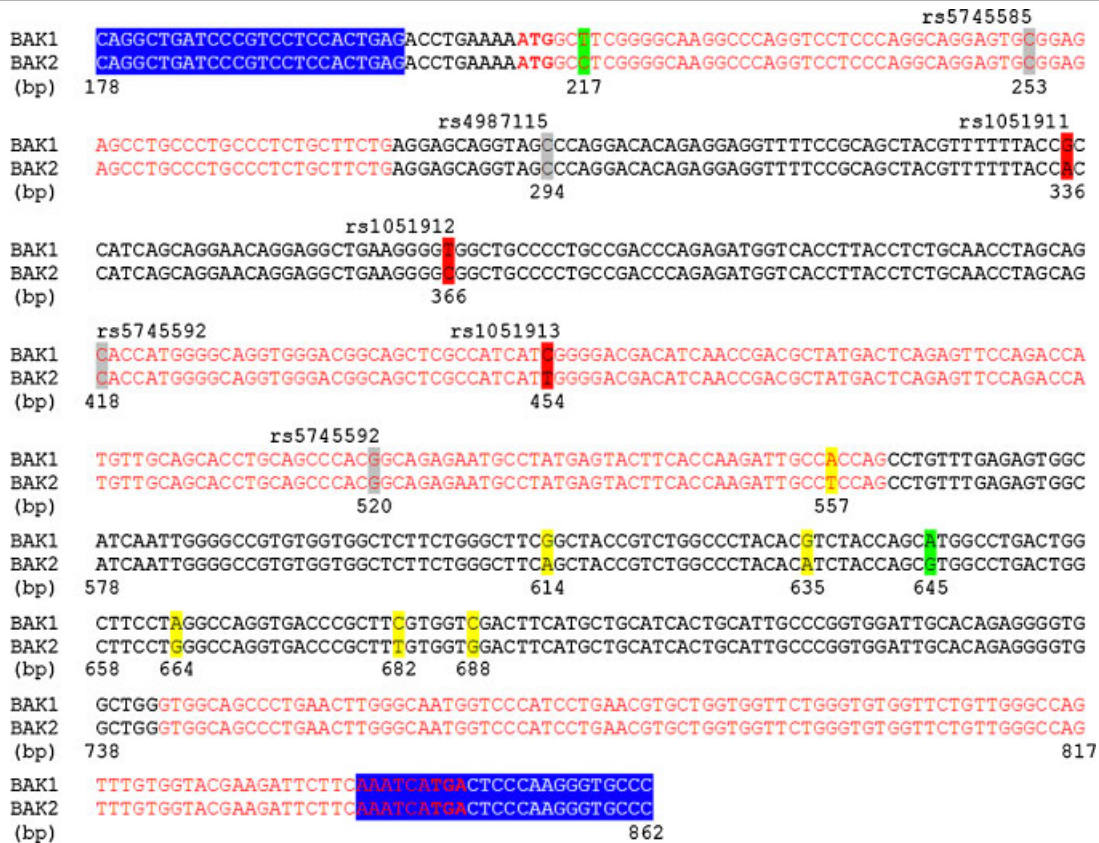 rs5745585
BAK1 CAGGCTGATCCCGTCCTCCACTGAGACCTGAAAAATGGCTTCGGGGCAAGGCCCAGGTCCTCCCAGGCAGGAGTGCGGAG
BAK2 CAGGCTGATCCCGTCCTCCACTGAGACCTGAAAAATGGCCTCGGGGCAAGGCCCAGGTCCTCCCAGGCAGGAGTGCGGAG
(bp) 178 217 253
rs4987115 rs1051911
BAK1 AGCCTGCCCTGCCCTCTGCTTCTGAGGAGCAGGTAGCCCAGGACACAGAGGAGGTTTTCCGCAGCTACGTTTTTTACCGC
BAK2 AGCCTGCCCTGCCCTCTGCTTCTGAGGAGCAGGTAGCCCAGGACACAGAGGAGGTTTTCCGCAGCTACGTTTTTTACCAC
(bp) 294 336
rs1051912
BAK1 CATCAGCAGGAACAGGAGGCTGAAGGGGTGGCTGCCCCTGCCGACCCAGAGATGGTCACCTTACCTCTGCAACCTAGCAG
BAK2 CATCAGCAGGAACAGGAGGCTGAAGGGGCGGCTGCCCCTGCCGACCCAGAGATGGTCACCTTACCTCTGCAACCTAGCAG
(bp) 366
rs5745592 rs1051913
BAK1 CACCATGGGGCAGGTGGGACGGCAGCTCGCCATCATCGGGGACGACATCAACCGACGCTATGACTCAGAGTTCCAGACCA
BAK2 CACCATGGGGCAGGTGGGACGGCAGCTCGCCATCATTGGGGACGACATCAACCGACGCTATGACTCAGAGTTCCAGACCA
(bp) 418 454
rs5745592
BAK1 TGTTGCAGCACCTGCAGCCCACGGCAGAGAATGCCTATGAGTACTTCACCAAGATTGCCACCAGCCTGTTTGAGAGTGGC
BAK2 TGTTGCAGCACCTGCAGCCCACGGCAGAGAATGCCTATGAGTACTTCACCAAGATTGCCTCCAGCCTGTTTGAGAGTGGC
(bp) 520 557
BAK1 ATCAATTGGGGCCGTGTGGTGGCTCTTCTGGGCTTCGGCTACCGTCTGGCCCTACACGTCTACCAGCATGGCCTGACTGG
BAK2 ATCAATTGGGGCCGTGTGGTGGCTCTTCTGGGCTTCAGCTACCGTCTGGCCCTACACATCTACCAGCGTGGCCTGACTGG
(bp) 578 614 635 645
BAK1 CTTCCTAGGCCAGGTGACCCGCTTCGTGGTCGACTTCATGCTGCATCACTGCATTGCCCGGTGGATTGCACAGAGGGGTG
BAK2 CTTCCTGGGCCAGGTGACCCGCTTTGTGGTGGACTTCATGCTGCATCACTGCATTGCCCGGTGGATTGCACAGAGGGGTG
(bp) 658 664 682 688
BAK1 GCTGGGTGGCAGCCCTGAACTTGGGCAATGGTCCCATCCTGAACGTGCTGGTGGTTCTGGGTGTGGTTCTGTTGGGCCAG
BAK2 GCTGGGTGGCAGCCCTGAACTTGGGCAATGGTCCCATCCTGAACGTGCTGGTGGTTCTGGGTGTGGTTCTGTTGGGCCAG
(bp) 738 817
BAK1 TTTGTGGTACGAAGATTCTTCAAATCATGACTCCCAAGGGTGCCC
BAK2 TTTGTGGTACGAAGATTCTTCAAATCATGACTCCCAAGGGTGCCC
(bp) 862